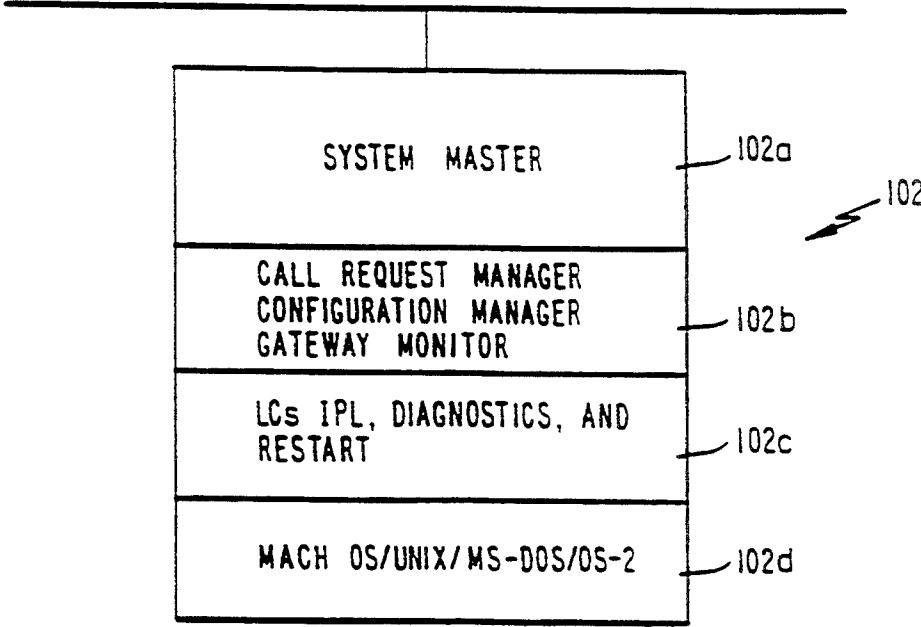 SYSTEM MASTER
102a
102
CALL REQUEST MANAGER
CONFIGURATION MANAGER
GATEWAY MONITOR
102b
LCs IPL, DIAGNOSTICS, AND
RESTART
102c
MACH OS/UNIX/MS-DOS/OS-2
102d